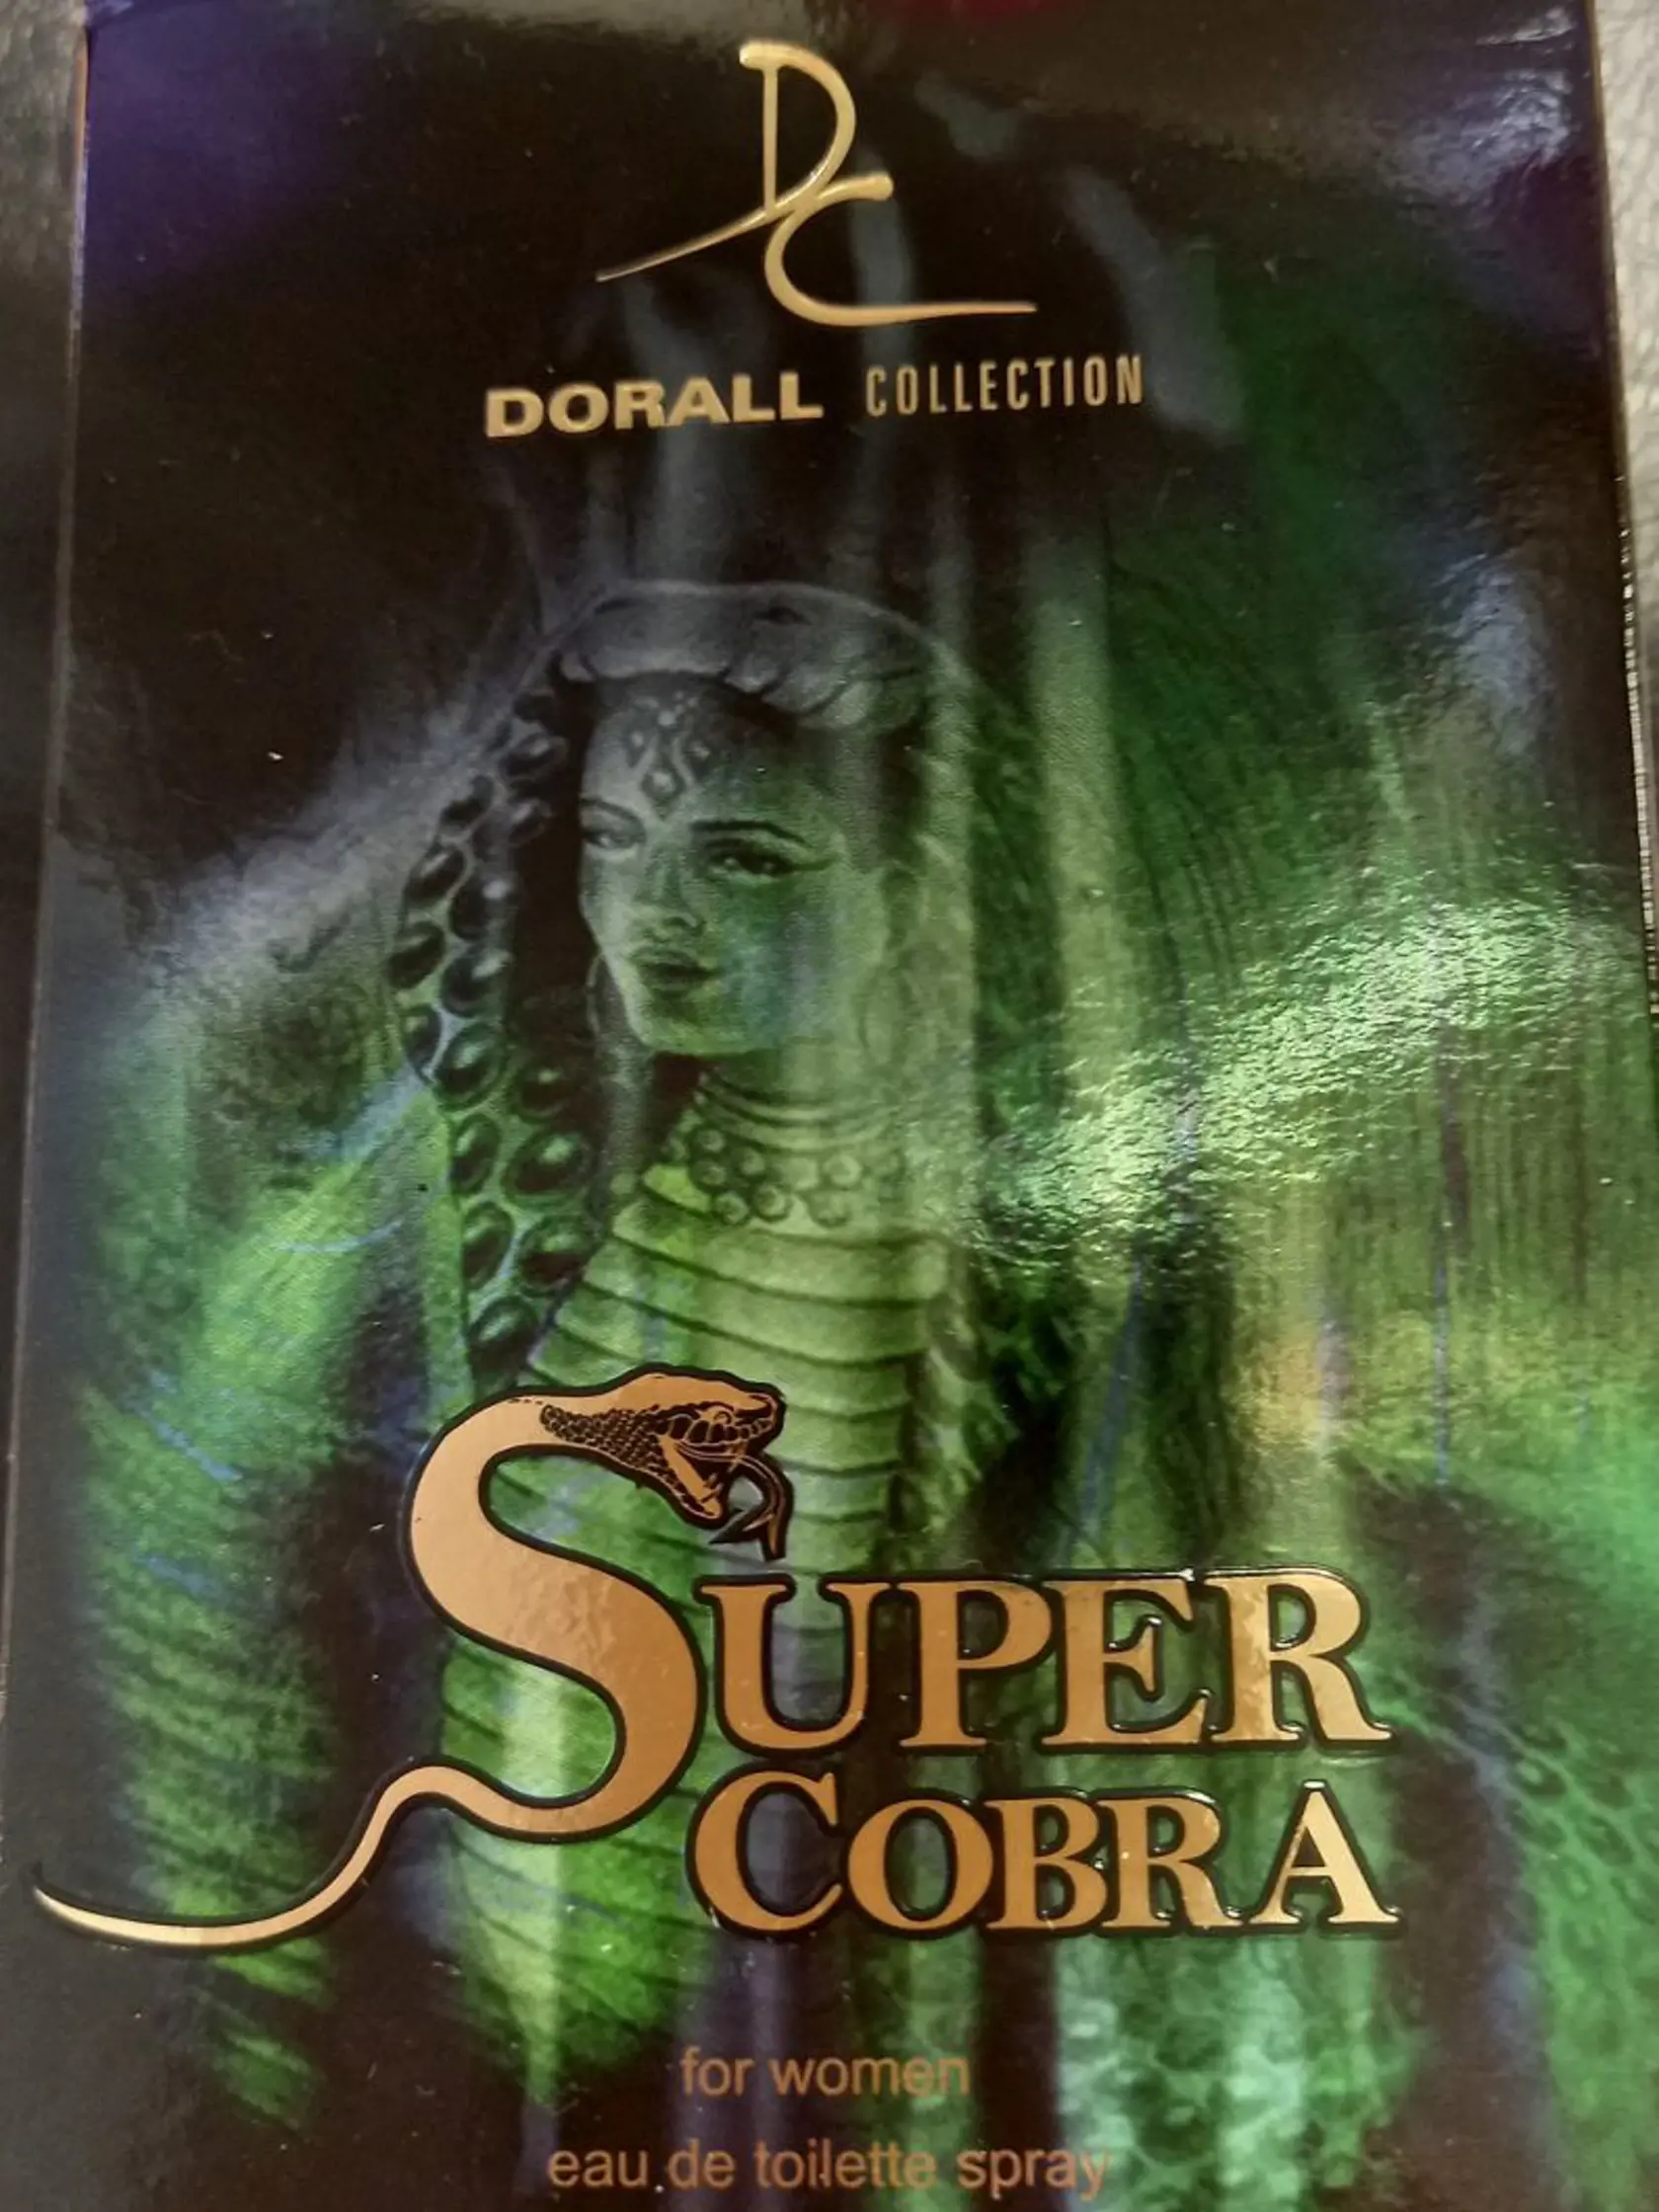 DC
DORALL COLLECTION
SUPER
COBRA
for women
eau de toilette spray